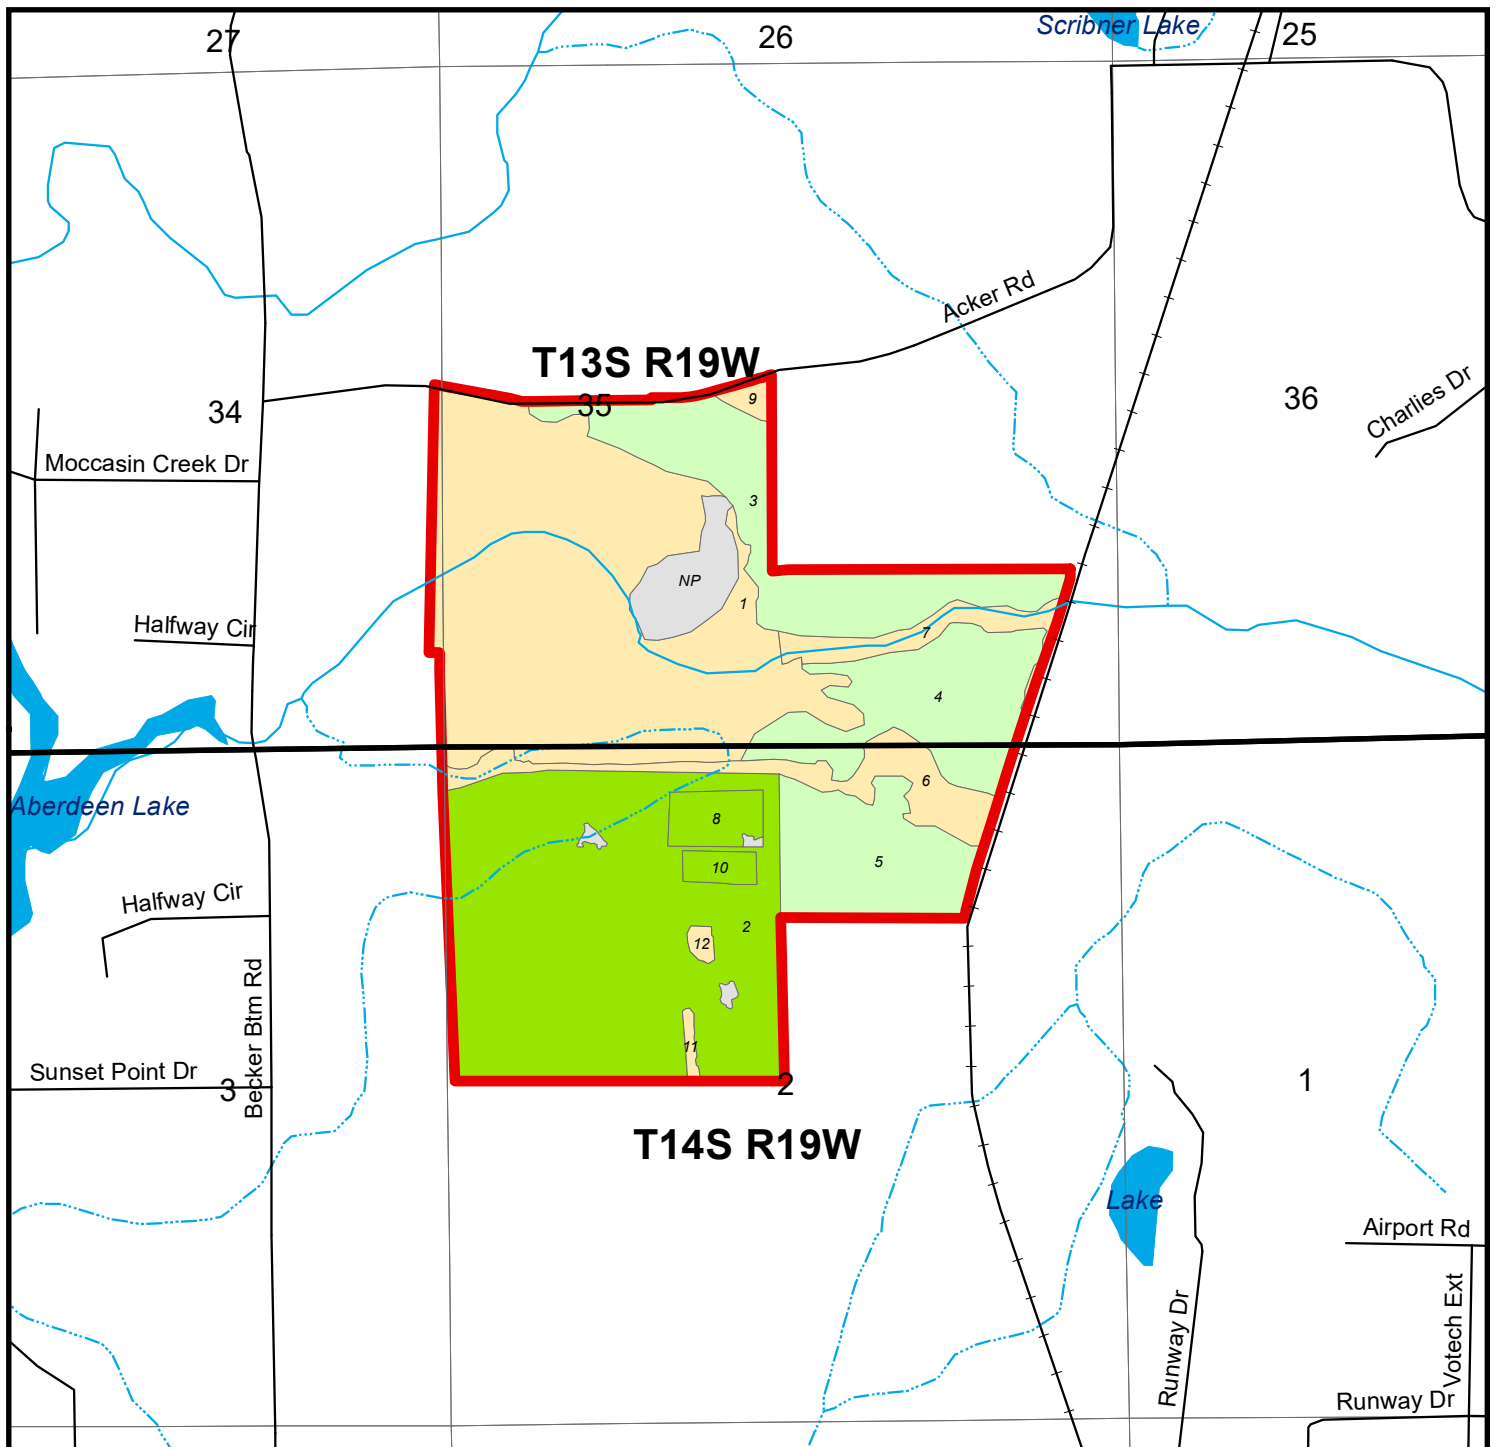 27
26
Scribner Lake
25
Acker Rd
T13S R19W
35
9
34
36
Charlies Dr
Moccasin Creek Dr
3
NP
1
Halfway Cir
7
4
6
Aberdeen Lake
8
5
10
Halfway Cir
2
12
Becker Btm Rd
11
Sunset Point Dr
3
2
1
T14S R19W
Lake
Airport Rd
Runway Dr
Votech Ext
Runway Dr